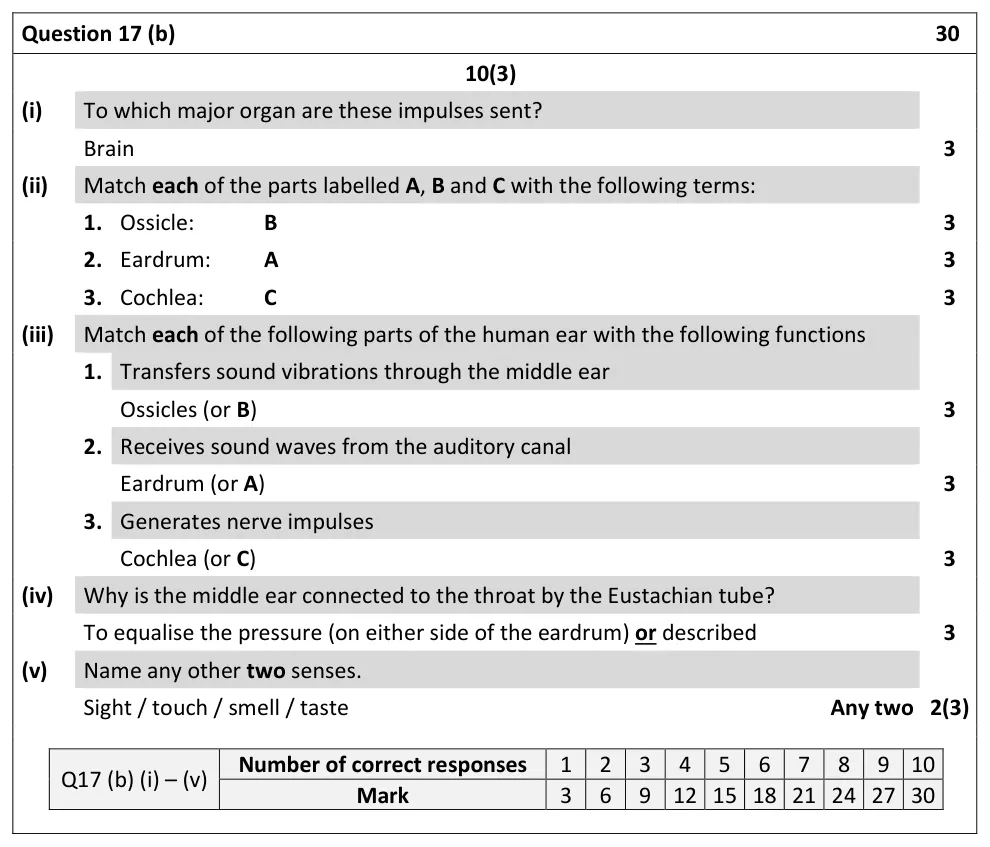 Question 17 (b) 30
10(3)
(i) To which major organ are these impulses sent?
Brain 3
(ii) Match each of the parts labelled A, B and C with the following terms:
1. Ossicle: B 3
2. Eardrum: A 3
3. Cochlea: C 3
(iii) Match each of the following parts of the human ear with the following functions
1. Transfers sound vibrations through the middle ear
Ossicles (or B) 3
2. Receives sound waves from the auditory canal
Eardrum (or A) 3
3. Generates nerve impulses
Cochlea (or C) 3
(iv) Why is the middle ear connected to the throat by the Eustachian tube?
To equalise the pressure (on either side of the eardrum) or described 3
(v) Name any other two senses.
Sight / touch / smell / taste Any two 2(3)
Q17 (b) (i) – (v)
Number of correct responses 1 2 3 4 5 6 7 8 9 10
Mark 3 6 9 12 15 18 21 24 27 30